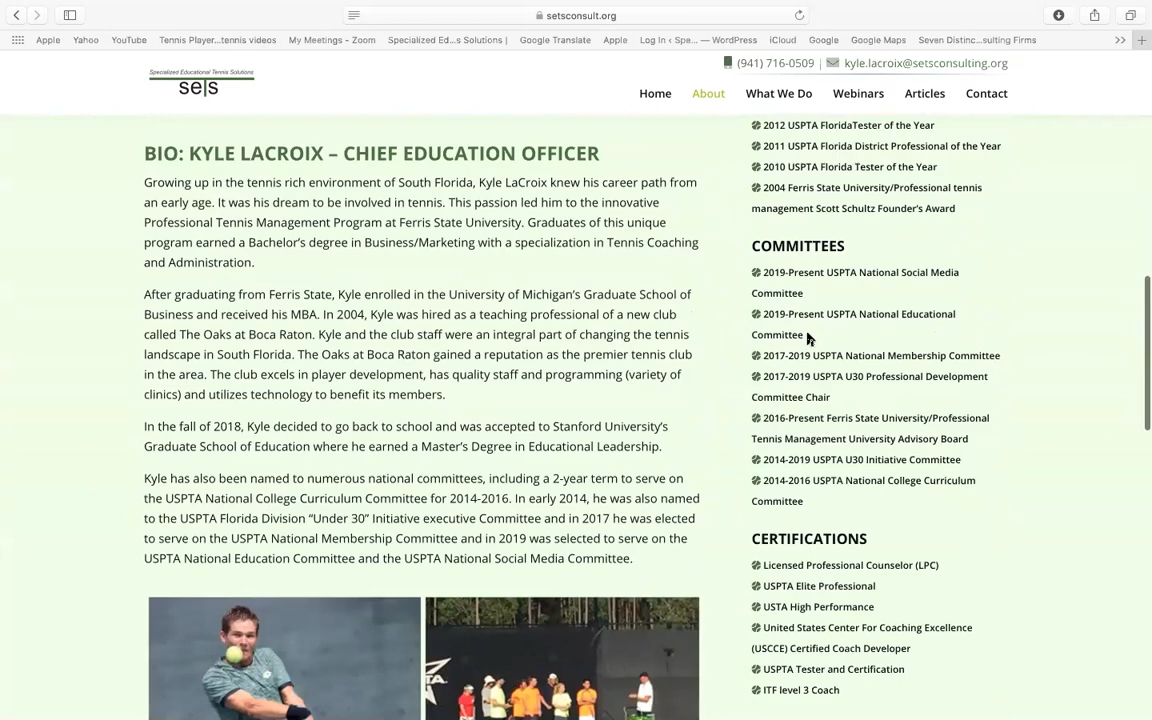 setsconsult.org
Apple Yahoo YouTube Tennis Player...tennis videos My Meetings - Zoom Specialized Ed...s Solutions | Google Translate Apple Log In ‹ Spe... — WordPress iCloud Google Google Maps Seven Distinc...sulting Firms
Specialized Educational Tennis Solutions
sets
(941) 716-0509 | kyle.lacroix@setsconsulting.org
Home About What We Do Webinars Articles Contact
BIO: KYLE LACROIX – CHIEF EDUCATION OFFICER
Growing up in the tennis rich environment of South Florida, Kyle LaCroix knew his career path from
an early age. It was his dream to be involved in tennis. This passion led him to the innovative
Professional Tennis Management Program at Ferris State University. Graduates of this unique
program earned a Bachelor's degree in Business/Marketing with a specialization in Tennis Coaching
and Administration.
After graduating from Ferris State, Kyle enrolled in the University of Michigan's Graduate School of
Business and received his MBA. In 2004, Kyle was hired as a teaching professional of a new club
called The Oaks at Boca Raton. Kyle and the club staff were an integral part of changing the tennis
landscape in South Florida. The Oaks at Boca Raton gained a reputation as the premier tennis club
in the area. The club excels in player development, has quality staff and programming (variety of
clinics) and utilizes technology to benefit its members.
In the fall of 2018, Kyle decided to go back to school and was accepted to Stanford University's
Graduate School of Education where he earned a Master's Degree in Educational Leadership.
Kyle has also been named to numerous national committees, including a 2-year term to serve on
the USPTA National College Curriculum Committee for 2014-2016. In early 2014, he was also named
to the USPTA Florida Division “Under 30” Initiative executive Committee and in 2017 he was elected
to serve on the USPTA National Membership Committee and in 2019 was selected to serve on the
USPTA National Education Committee and the USPTA National Social Media Committee.
2012 USPTA FloridaTester of the Year
2011 USPTA Florida District Professional of the Year
2010 USPTA Florida Tester of the Year
2004 Ferris State University/Professional tennis
management Scott Schultz Founder's Award
COMMITTEES
2019-Present USPTA National Social Media
Committee
2019-Present USPTA National Educational
Committee
2017-2019 USPTA National Membership Committee
2017-2019 USPTA U30 Professional Development
Committee Chair
2016-Present Ferris State University/Professional
Tennis Management University Advisory Board
2014-2019 USPTA U30 Initiative Committee
2014-2016 USPTA National College Curriculum
Committee
CERTIFICATIONS
Licensed Professional Counselor (LPC)
USPTA Elite Professional
USTA High Performance
United States Center For Coaching Excellence
(USCCE) Certified Coach Developer
USPTA Tester and Certification
ITF level 3 Coach